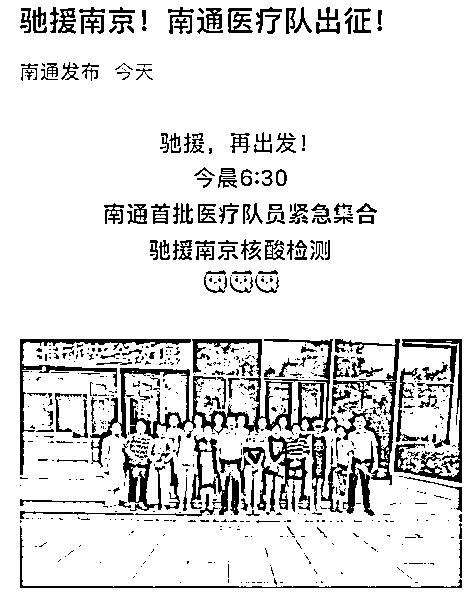 驰援南京！南通医疗队出征！
南通发布 今天
驰援，再出发！
今晨6:30
南通首批医疗队员紧急集合
驰援南京核酸检测